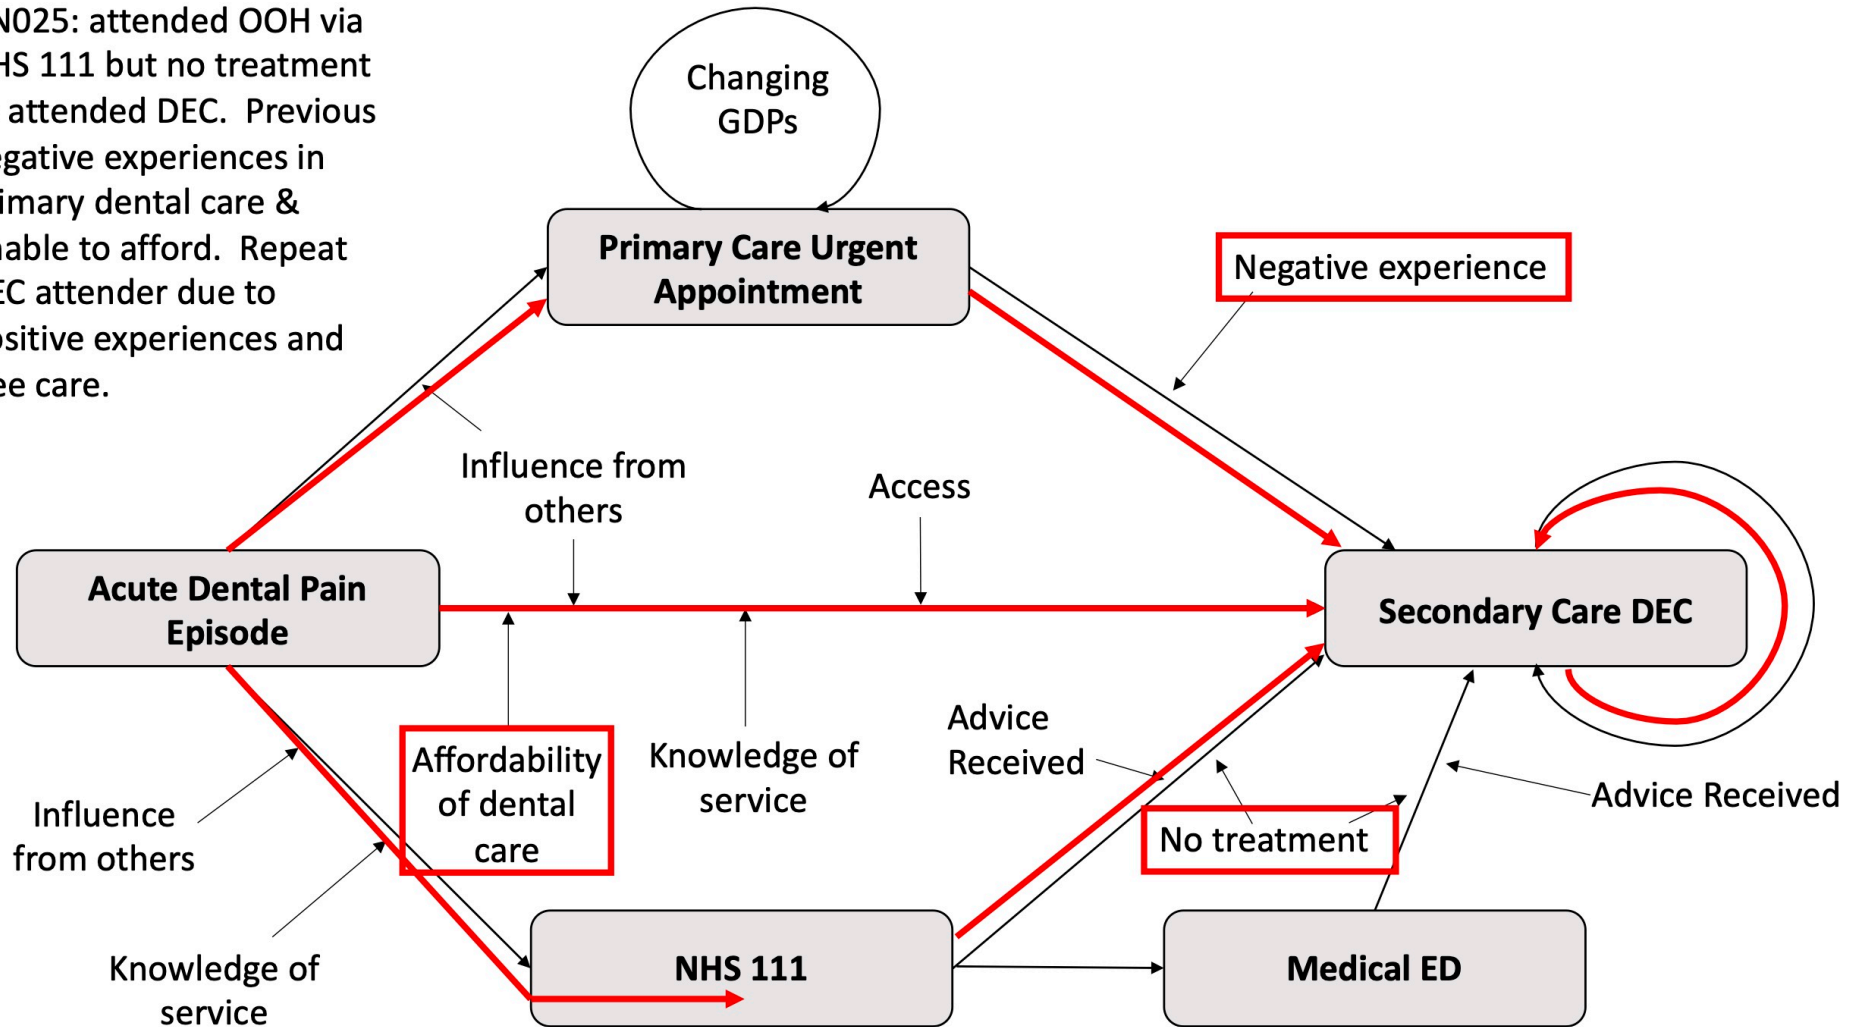 N025: attended OOH via
HS 111 but no treatment
attended DEC. Previous
egative experiences in
imary dental care &
able to afford. Repeat
EC attender due to
ositive experiences and
ee care.
Changing
GDPs
Primary Care Urgent
Appointment
Negative experience
Influence from
others
Access
Acute Dental Pain
Episode
Secondary Care DEC
Affordability
of dental
care
Knowledge of
service
Advice
Received
No treatment
Advice Received
Influence
from others
Knowledge of
service
NHS 111
Medical ED